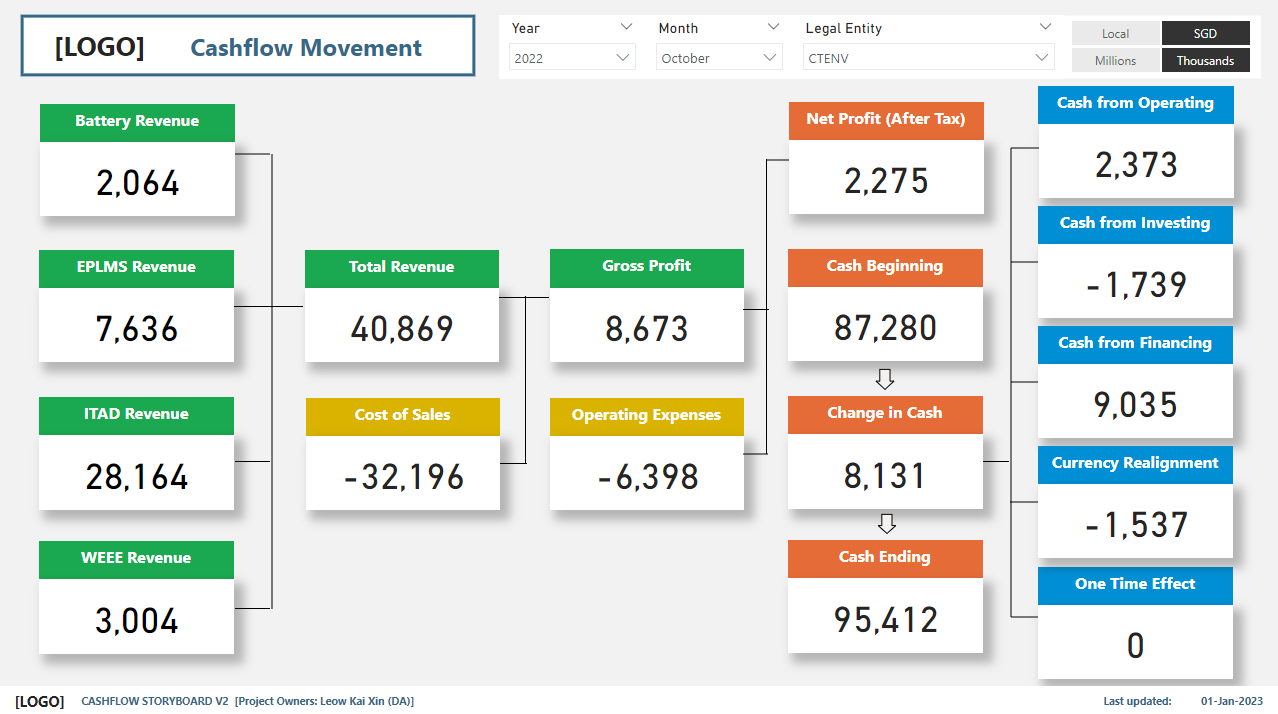 [LOGO] Cashflow Movement
Year Month Legal Entity
2022 October CTENV
Local SGD
Millions Thousands
Battery Revenue
2,064
EPLMS Revenue
7,636
ITAD Revenue
28,164
WEEE Revenue
3,004
Total Revenue
40,869
Cost of Sales
-32,196
Gross Profit
8,673
Operating Expenses
-6,398
Net Profit (After Tax)
2,275
Cash Beginning
87,280
Change in Cash
8,131
Cash Ending
95,412
Cash from Operating
2,373
Cash from Investing
-1,739
Cash from Financing
9,035
Currency Realignment
-1,537
One Time Effect
0
[LOGO] CASHFLOW STORYBOARD V2 [Project Owners: Leow Kai Xin (DA)] Last updated: 01-Jan-2023